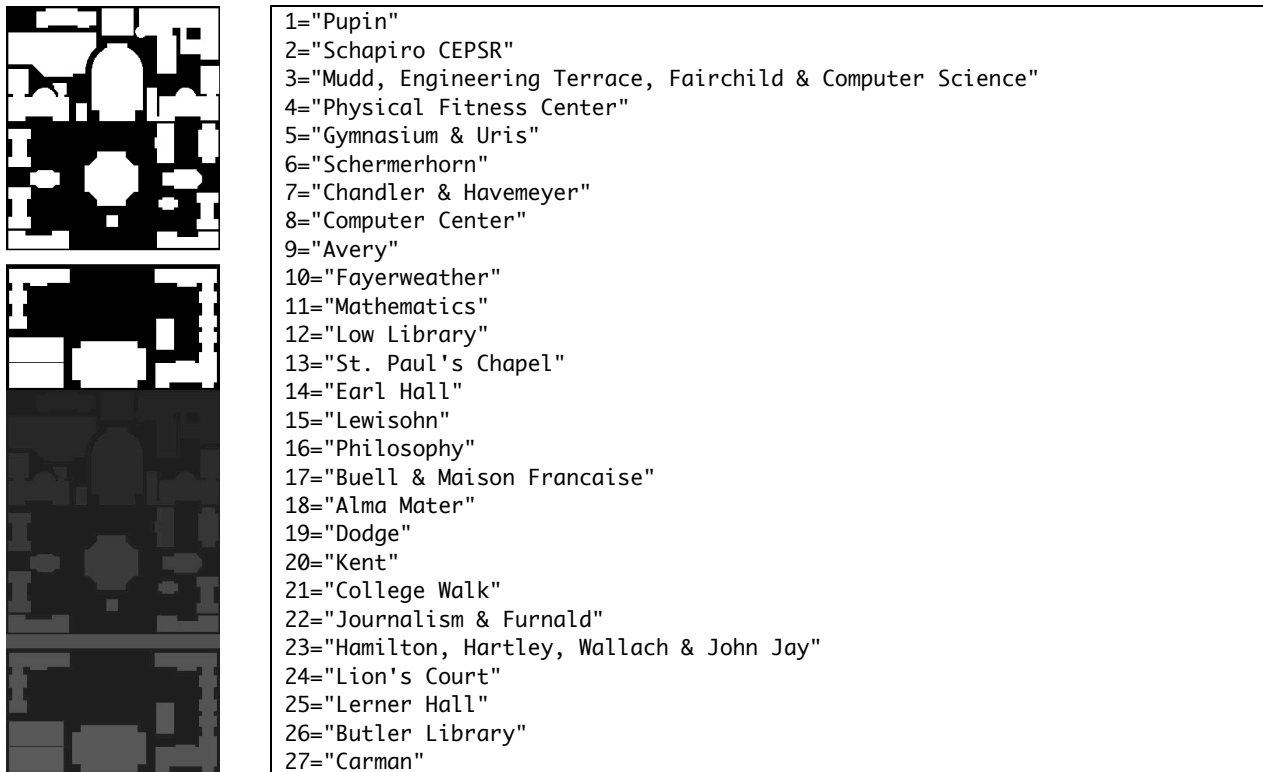 1="Pupin"
2="Schapiro CEPSR"
3="Mudd, Engineering Terrace, Fairchild & Computer Science"
4="Physical Fitness Center"
5="Gymnasium & Uris"
6="Schermerhorn"
7="Chandler & Havemeyer"
8="Computer Center"
9="Avery"
10="Fayerweather"
11="Mathematics"
12="Low Library"
13="St. Paul's Chapel"
14="Earl Hall"
15="Lewisohn"
16="Philosophy"
17="Buell & Maison Francaise"
18="Alma Mater"
19="Dodge"
20="Kent"
21="College Walk"
22="Journalism & Furnald"
23="Hamilton, Hartley, Wallach & John Jay"
24="Lion's Court"
25="Lerner Hall"
26="Butler Library"
27="Carman"